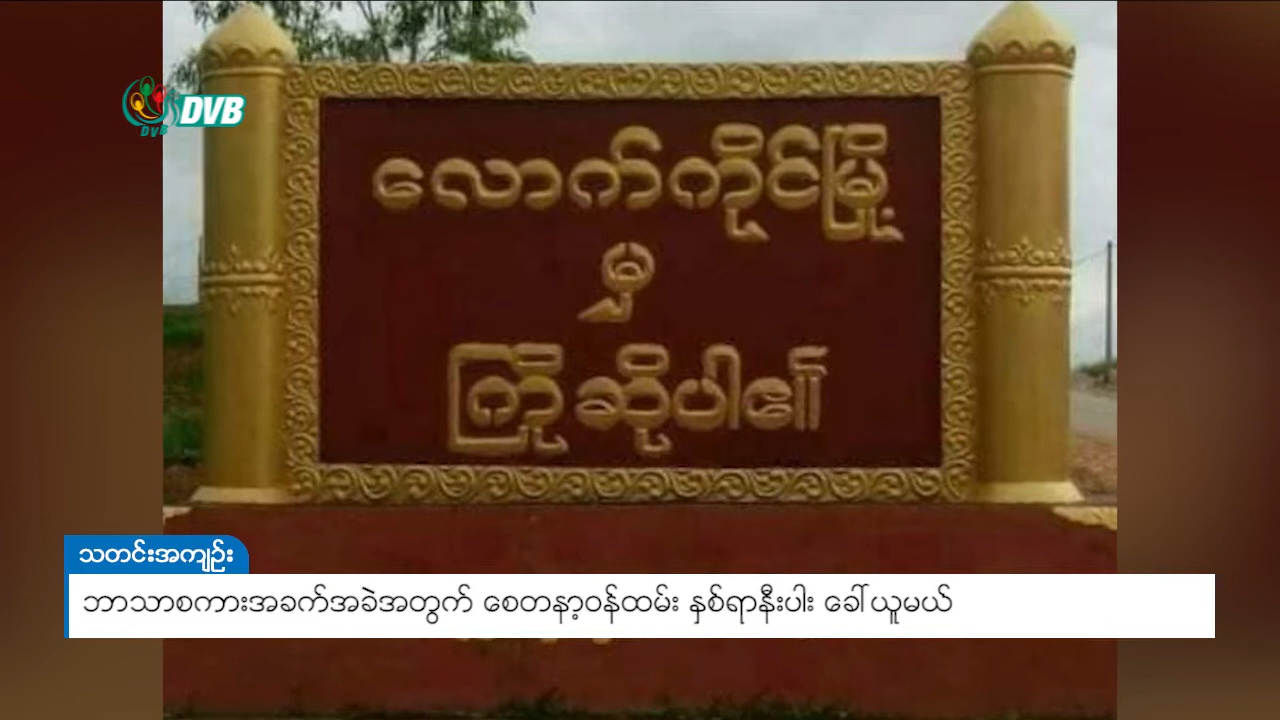 DVB
DVB
လောက်ကိုင်မြို့
မှ
ကြိုဆိုပါ၏
သတင်းအကျဉ်း
ဘာသာစကားအခက်အခဲအတွက် စေတနာ့ဝန်ထမ်း နှစ်ရာနီးပါး ခေါ်ယူမယ်